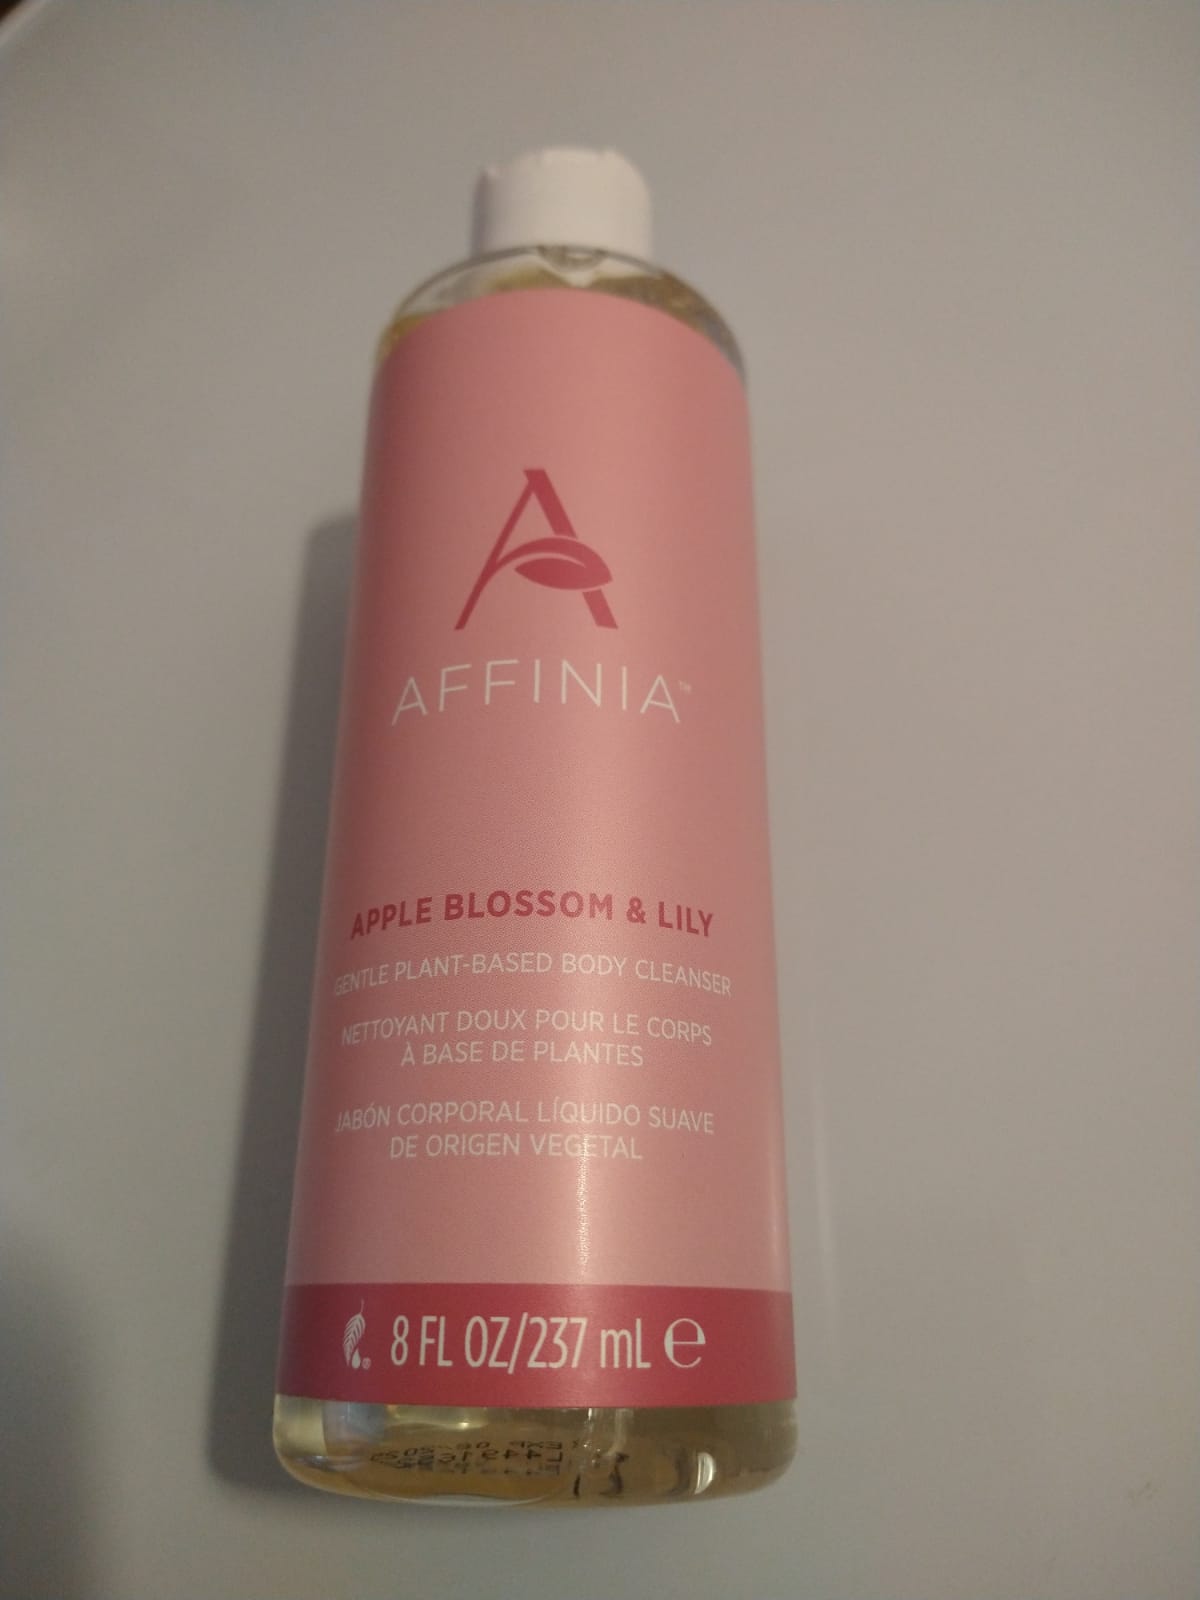 AFFINIA™
APPLE BLOSSOM & LILY
GENTLE PLANT-BASED BODY CLEANSER
NETTOYANT DOUX POUR LE CORPS
À BASE DE PLANTES
JABÓN CORPORAL LÍQUIDO SUAVE
DE ORIGEN VEGETAL
8 FL OZ/237 mL ℮